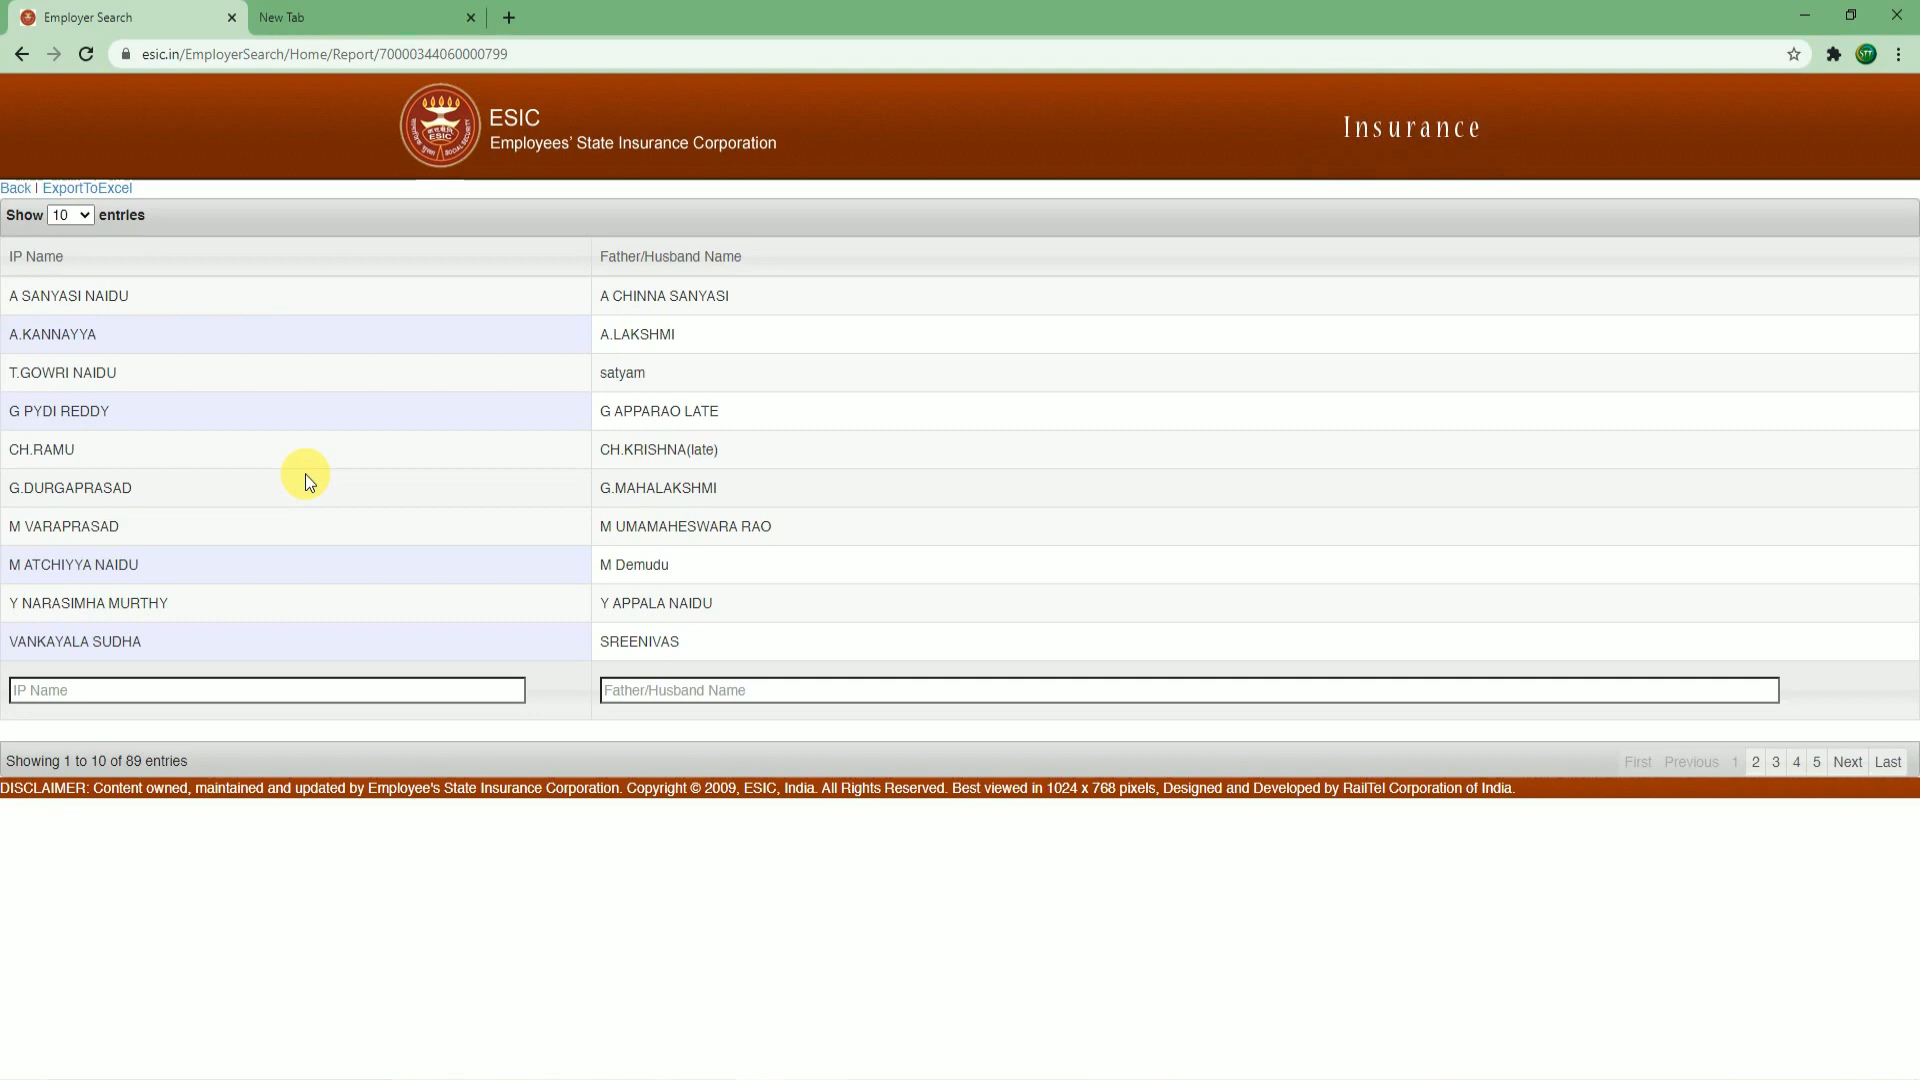 Employer Search
New Tab
esic.in/EmployerSearch/Home/Report/70000344060000799
ESIC
Employees' State Insurance Corporation
Insurance
Back | ExportToExcel
Show 10 entries
IP Name Father/Husband Name
A SANYASI NAIDU A CHINNA SANYASI
A.KANNAYYA A.LAKSHMI
T.GOWRI NAIDU satyam
G PYDI REDDY G APPARAO LATE
CH.RAMU CH.KRISHNA(late)
G.DURGAPRASAD G.MAHALAKSHMI
M VARAPRASAD M UMAMAHESWARA RAO
M ATCHIYYA NAIDU M Demudu
Y NARASIMHA MURTHY Y APPALA NAIDU
VANKAYALA SUDHA SREENIVAS
IP Name Father/Husband Name
Showing 1 to 10 of 89 entries First Previous 1 2 3 4 5 Next Last
DISCLAIMER: Content owned, maintained and updated by Employee's State Insurance Corporation. Copyright © 2009, ESIC, India. All Rights Reserved. Best viewed in 1024 x 768 pixels, Designed and Developed by RailTel Corporation of India.